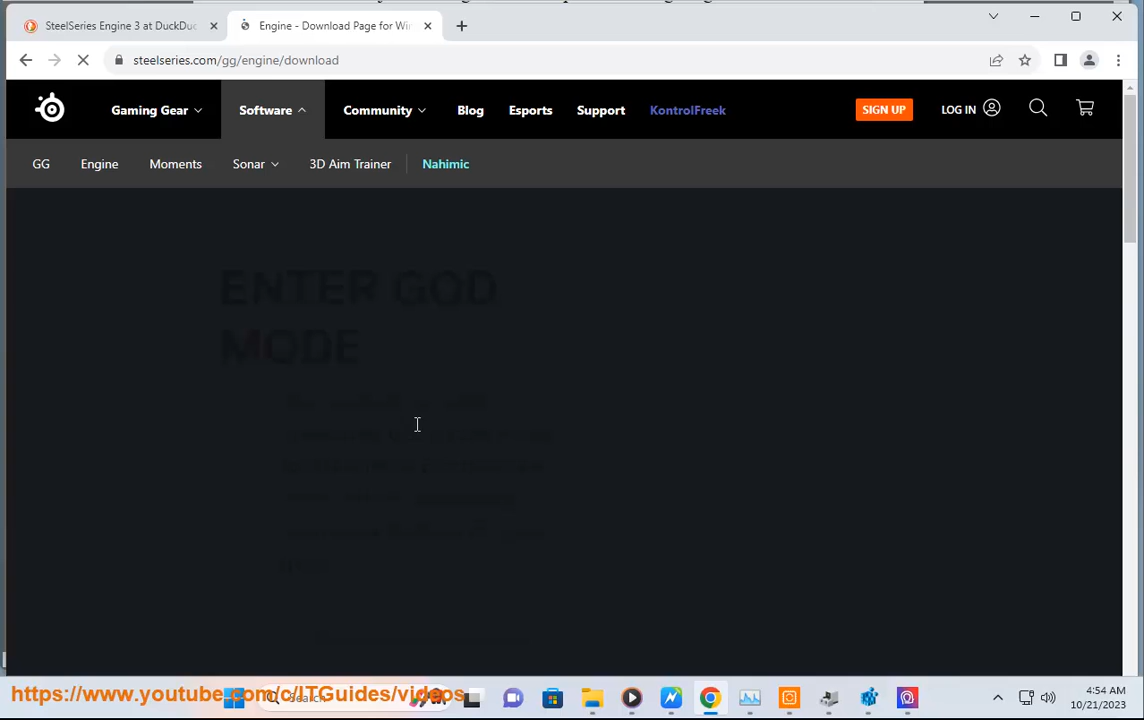 SteelSeries Engine 3 at DuckDuc
Engine - Download Page for Win
steelseries.com/gg/engine/download
Gaming Gear
Software
Community
Blog
Esports
Support
KontrolFreek
SIGN UP
LOG IN
GG
Engine
Moments
Sonar
3D Aim Trainer
Nahimic
ENTER GOD
MODE
https://www.youtube.com/c/ITGuides/videos
Search
4:54 AM
10/21/2023